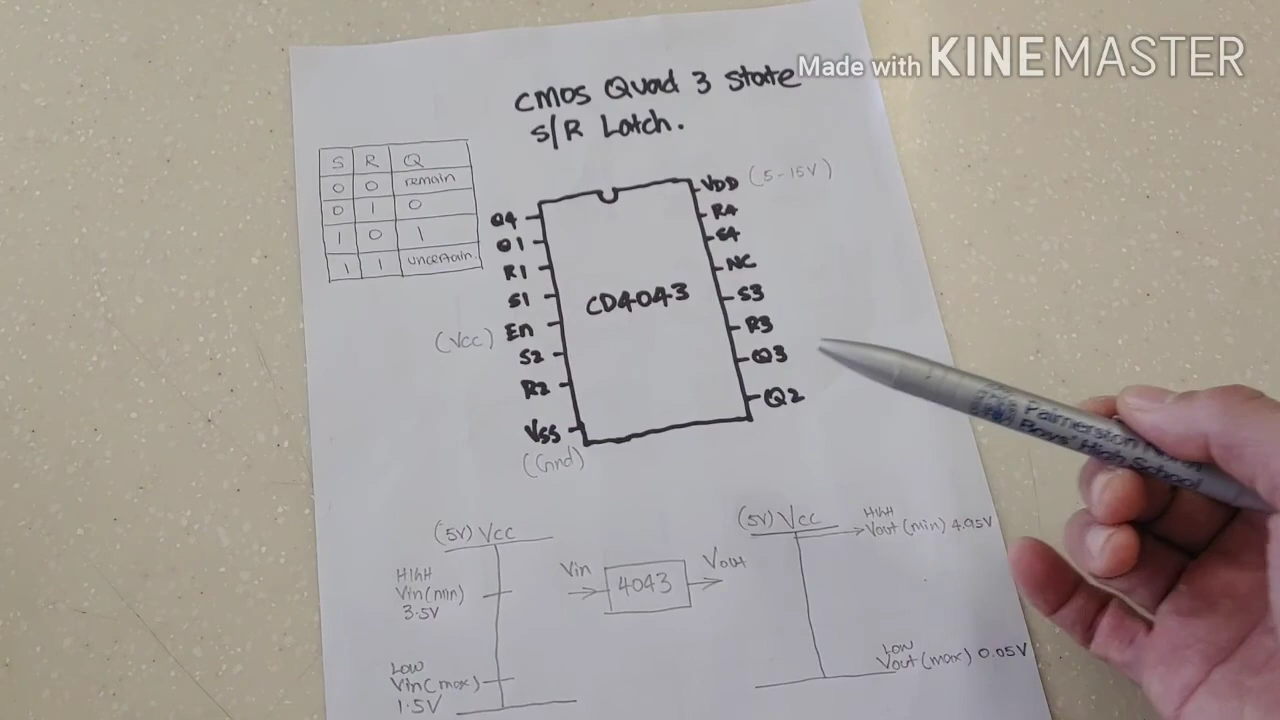 Made with KINEMASTER
CMOS Quad 3 State
S/R Latch.
S R Q
0 0 remain
0 1 0
1 0 1
1 1 uncertain.
Q4
Q1
R1
S1
(Vcc) En
S2
R2
Vss
(Gnd)
CD4043
VDD (5-15V)
R4
S4
NC
S3
R3
Q3
Q2
(5V) Vcc
HIGH
Vin (min)
3.5V
LOW
Vin (max)
1.5V
Vin
4043
Vout
(5V) Vcc
HIGH
Vout (min) 4.95V
LOW
Vout (max) 0.05V
Palmerston North
Boys' High School